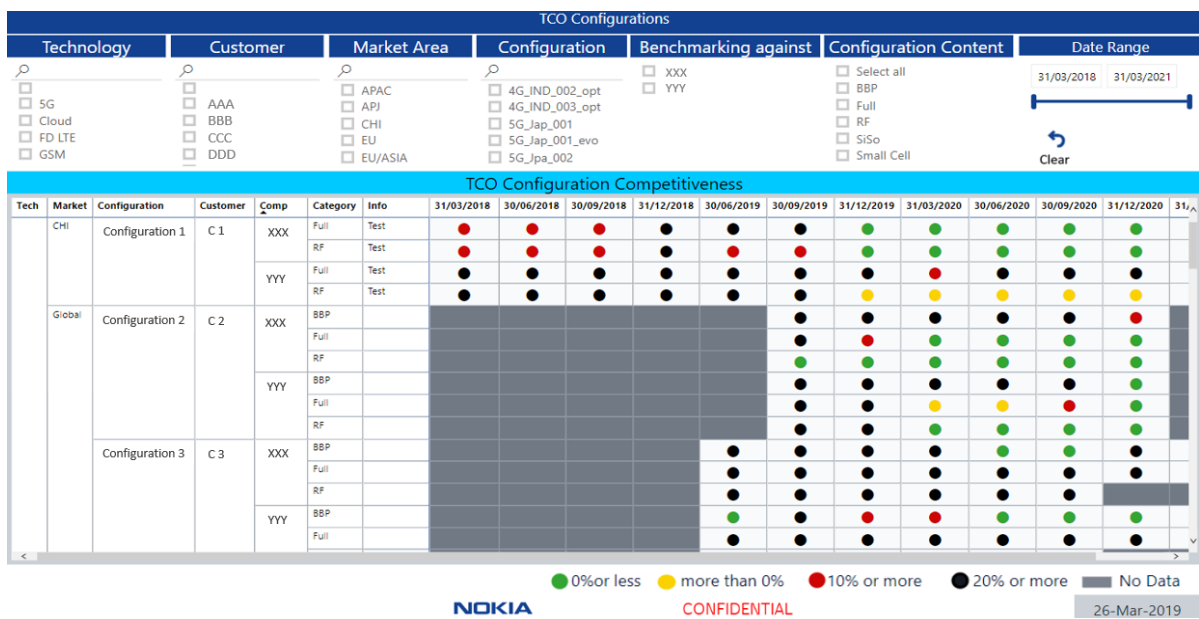 TCO Configurations
Technology Customer Market Area Configuration Benchmarking against Configuration Content Date Range
XXX Select all 31/03/2018 31/03/2021
APAC 4G_IND_002_opt YYY BBP
5G AAA APJ 4G_IND_003_opt Full
Cloud BBB CHI 5G_Jap_001 RF
FD LTE CCC EU 5G_Jap_001_evo SiSo
GSM DDD EU/ASIA 5G_Jpa_002 Small Cell Clear
TCO Configuration Competitiveness
Tech Market Configuration Customer Comp Category Info 31/03/2018 30/06/2018 30/09/2018 31/12/2018 30/06/2019 30/09/2019 31/12/2019 31/03/2020 30/06/2020 30/09/2020 31/12/2020
CHI Configuration 1 C 1 XXX Full Test
RF Test
YYY Full Test
RF Test
Global Configuration 2 C 2 XXX BBP
Full
RF
YYY BBP
Full
RF
Configuration 3 C 3 XXX BBP
Full
RF
YYY BBP
Full
0%or less more than 0% 10% or more 20% or more No Data
NOKIA CONFIDENTIAL 26-Mar-2019